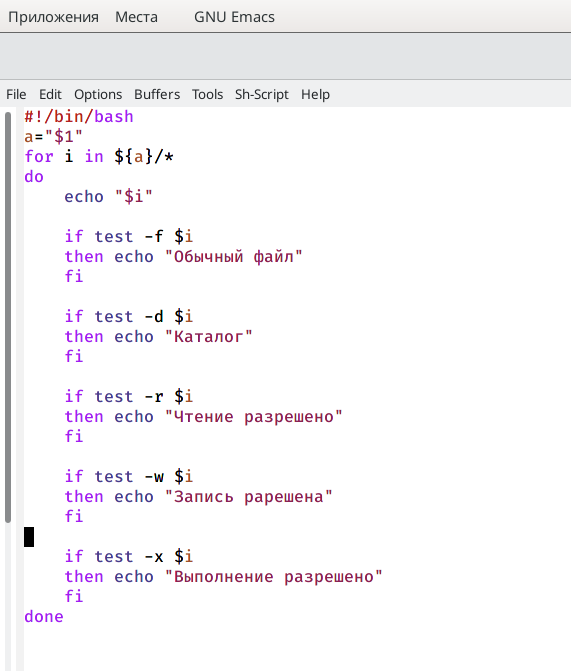 Приложения Места GNU Emacs
File Edit Options Buffers Tools Sh-Script Help
#!/bin/bash
a="$1"
for i in ${a}/*
do
    echo "$i"

    if test -f $i
    then echo "Обычный файл"
    fi

    if test -d $i
    then echo "Каталог"
    fi

    if test -r $i
    then echo "Чтение разрешено"
    fi

    if test -w $i
    then echo "Запись рарешена"
    fi

    if test -x $i
    then echo "Выполнение разрешено"
    fi
done